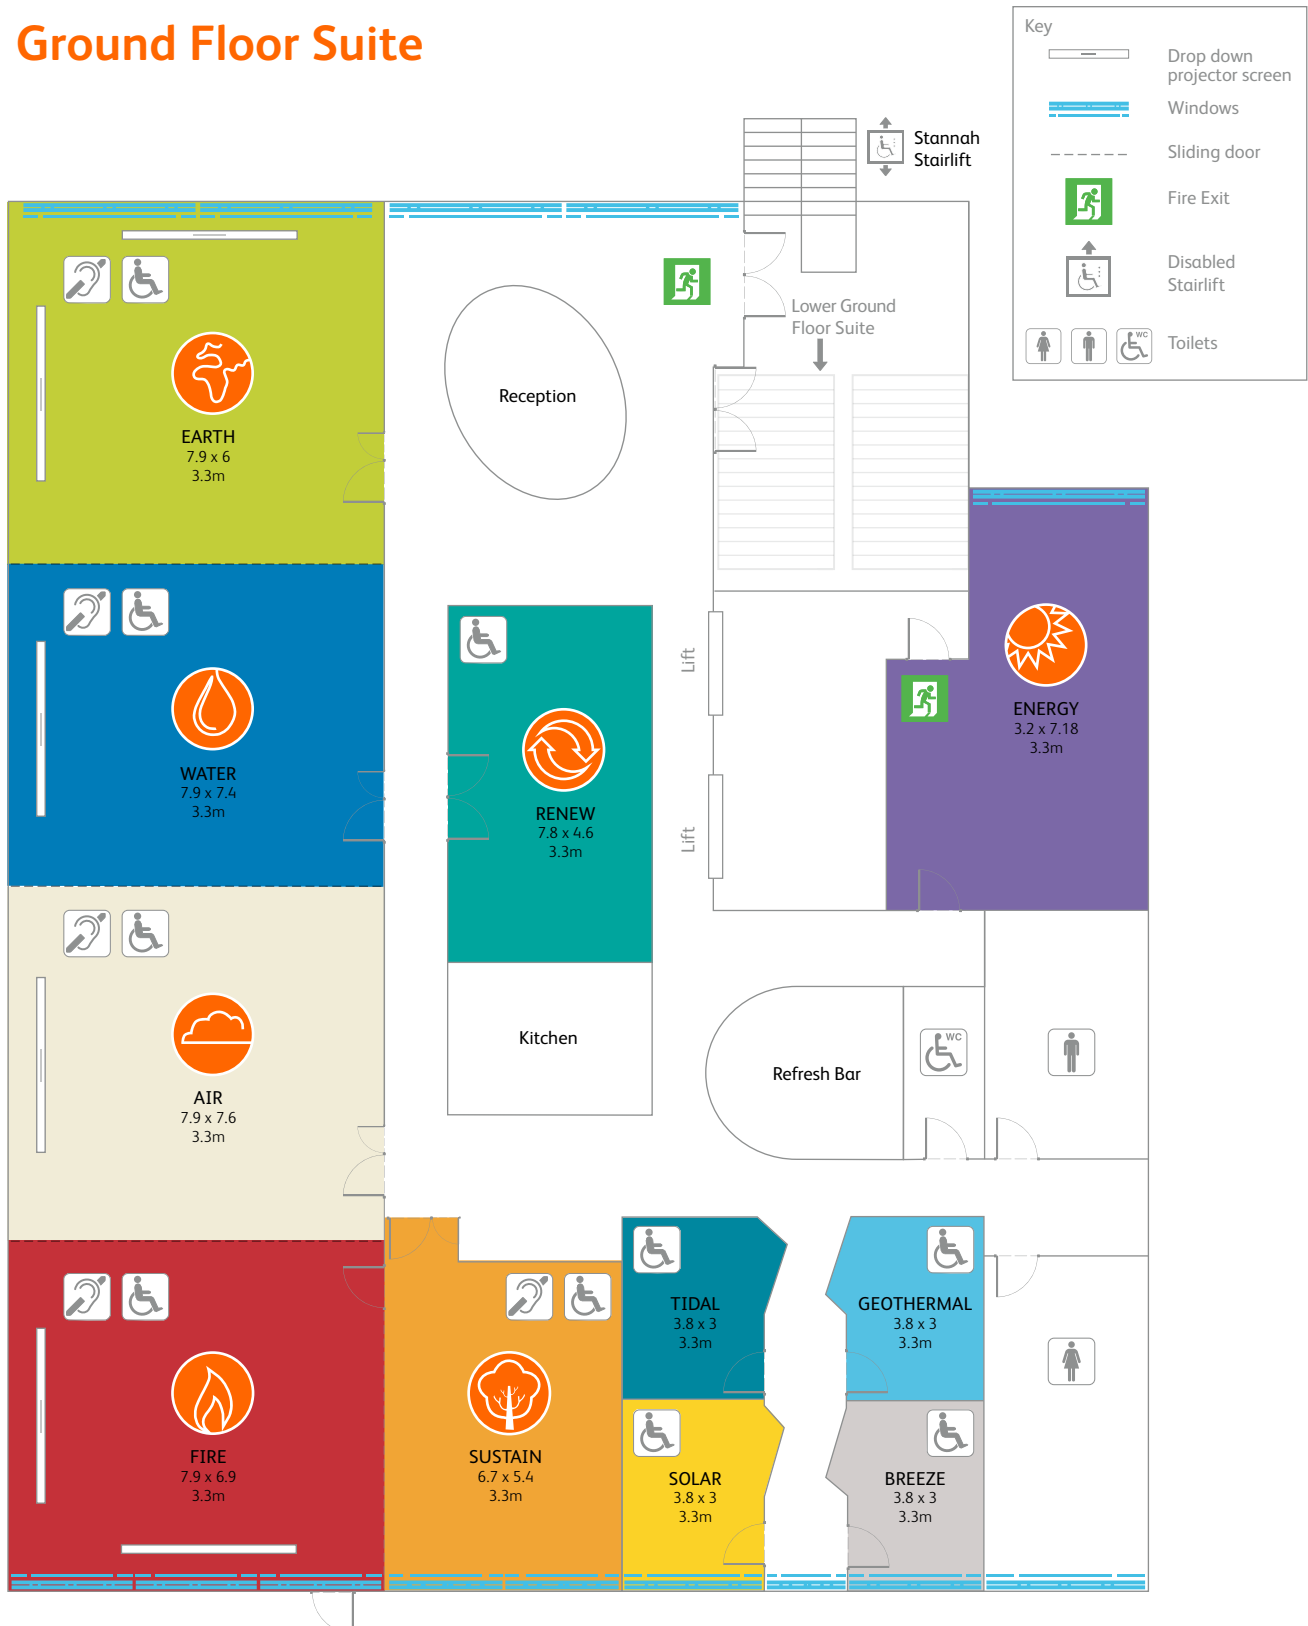 Ground Floor Suite
Key
Drop down
projector screen
Windows
Sliding door
Fire Exit
Disabled
Stairlift
WC
Toilets
Stannah
Stairlift
Lower Ground
Floor Suite
Reception
EARTH
7.9 x 6
3.3m
WATER
7.9 x 7.4
3.3m
RENEW
7.8 x 4.6
3.3m
Lift
Lift
ENERGY
3.2 x 7.18
3.3m
AIR
7.9 x 7.6
3.3m
Kitchen
Refresh Bar
WC
TIDAL
3.8 x 3
3.3m
GEOTHERMAL
3.8 x 3
3.3m
FIRE
7.9 x 6.9
3.3m
SUSTAIN
6.7 x 5.4
3.3m
SOLAR
3.8 x 3
3.3m
BREEZE
3.8 x 3
3.3m